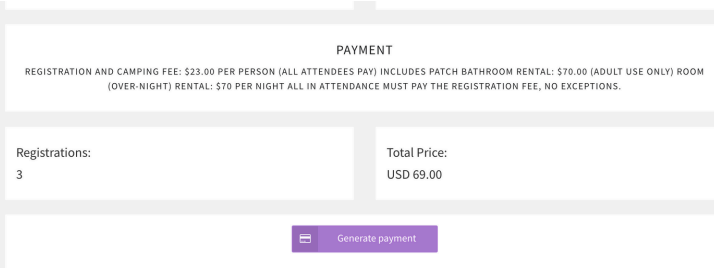 PAYMENT
REGISTRATION AND CAMPING FEE: $23.00 PER PERSON (ALL ATTENDEES PAY) INCLUDES PATCH BATHROOM RENTAL: $70.00 (ADULT USE ONLY) ROOM
(OVER-NIGHT) RENTAL: $70 PER NIGHT ALL IN ATTENDANCE MUST PAY THE REGISTRATION FEE, NO EXCEPTIONS.
Registrations:
3
Total Price:
USD 69.00
Generate payment